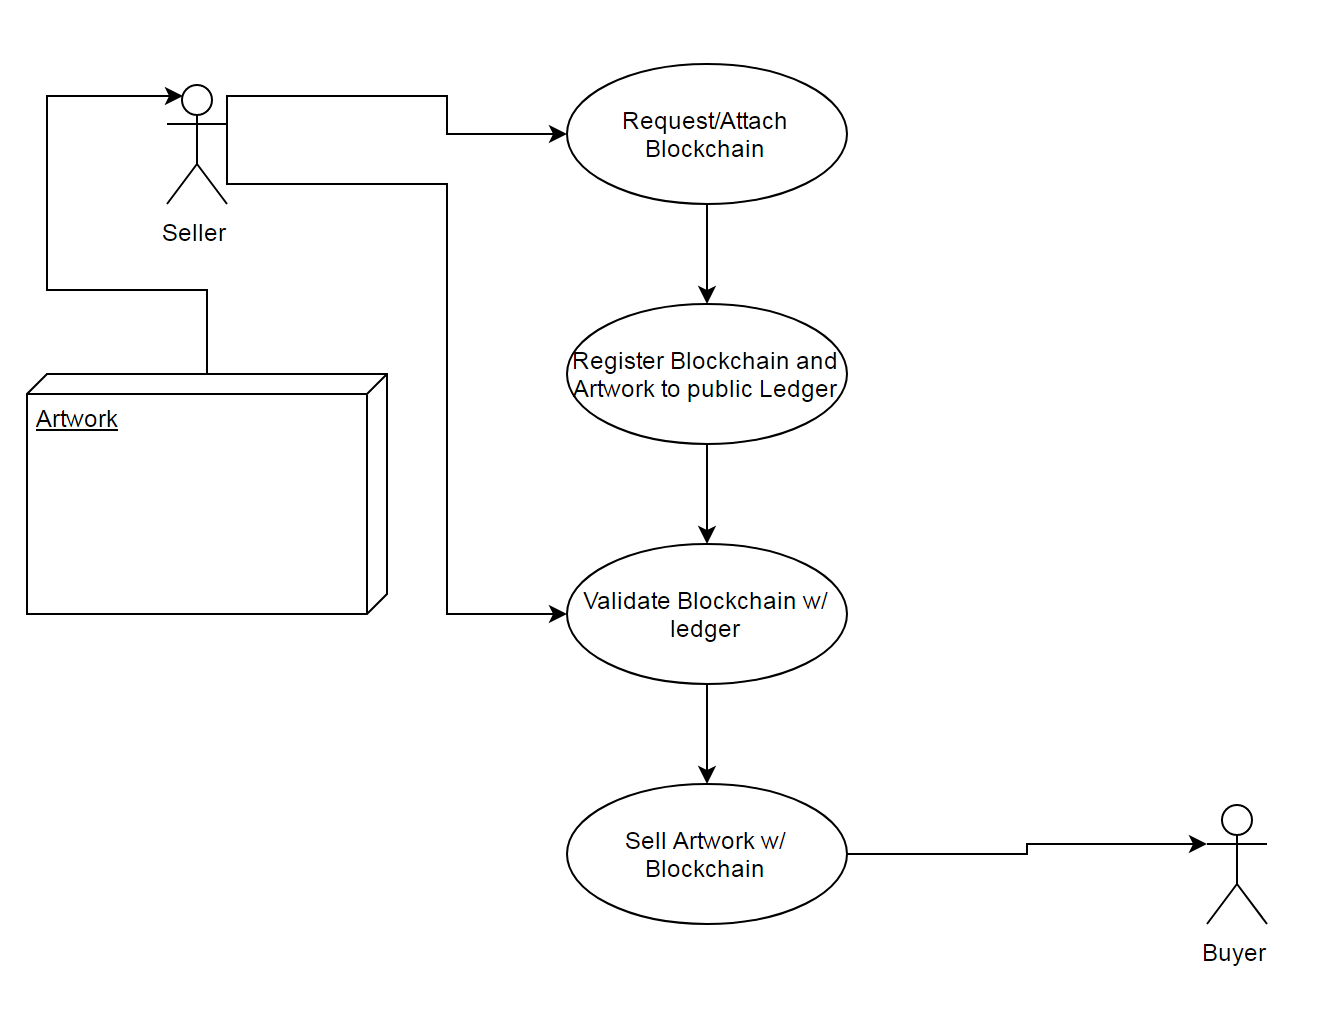 Request/Attach
Blockchain
Seller
Register Blockchain and
Artwork to public Ledger
Artwork
Validate Blockchain w/
ledger
Sell Artwork w/
Blockchain
Buyer